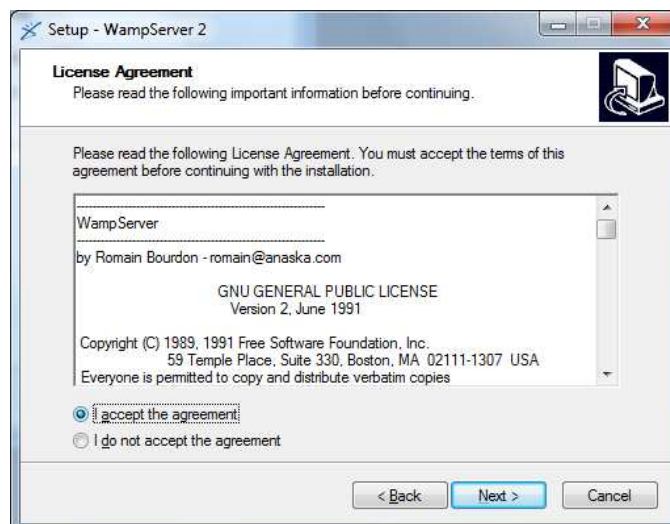 Setup - WampServer 2
License Agreement
Please read the following important information before continuing.
Please read the following License Agreement. You must accept the terms of this
agreement before continuing with the installation.
------------------------------------------------------------
WampServer
------------------------------------------------------------
by Romain Bourdon - romain@anaska.com
GNU GENERAL PUBLIC LICENSE
Version 2, June 1991
Copyright (C) 1989, 1991 Free Software Foundation, Inc.
59 Temple Place, Suite 330, Boston, MA 02111-1307 USA
Everyone is permitted to copy and distribute verbatim copies
I accept the agreement
I do not accept the agreement
< Back Next > Cancel